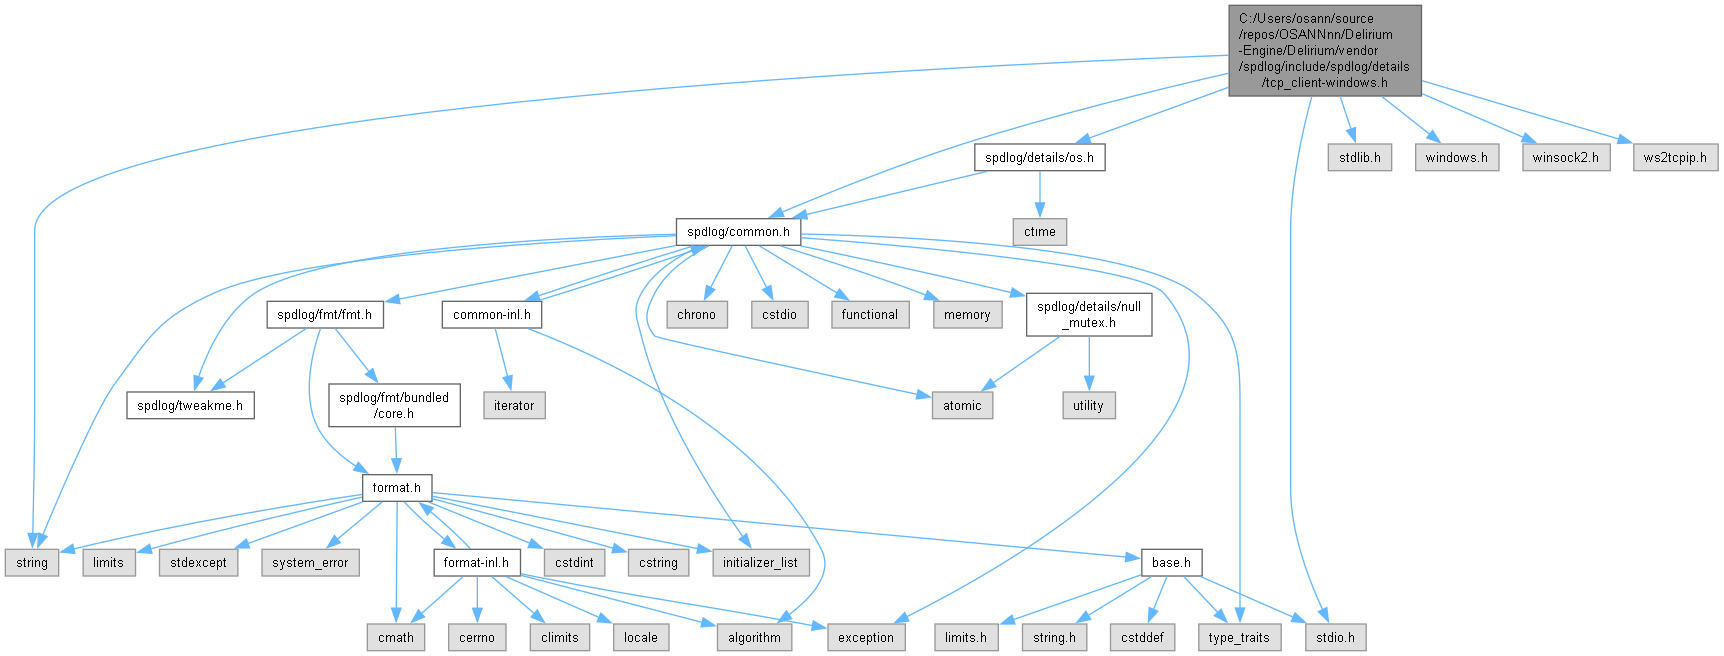 C:/Users/osann/source
/repos/OSANNnn/Delirium
-Engine/Delirium/vendor
/spdlog/include/spdlog/details
/tcp_client-windows.h
spdlog/details/os.h
stdlib.h
windows.h
winsock2.h
ws2tcpip.h
spdlog/common.h
ctime
spdlog/fmt/fmt.h
common-inl.h
chrono
cstdio
functional
memory
spdlog/details/null
_mutex.h
spdlog/tweakme.h
spdlog/fmt/bundled
/core.h
iterator
atomic
utility
format.h
string
limits
stdexcept
system_error
format-inl.h
cstdint
cstring
initializer_list
base.h
cmath
cerrno
climits
locale
algorithm
exception
limits.h
string.h
cstddef
type_traits
stdio.h